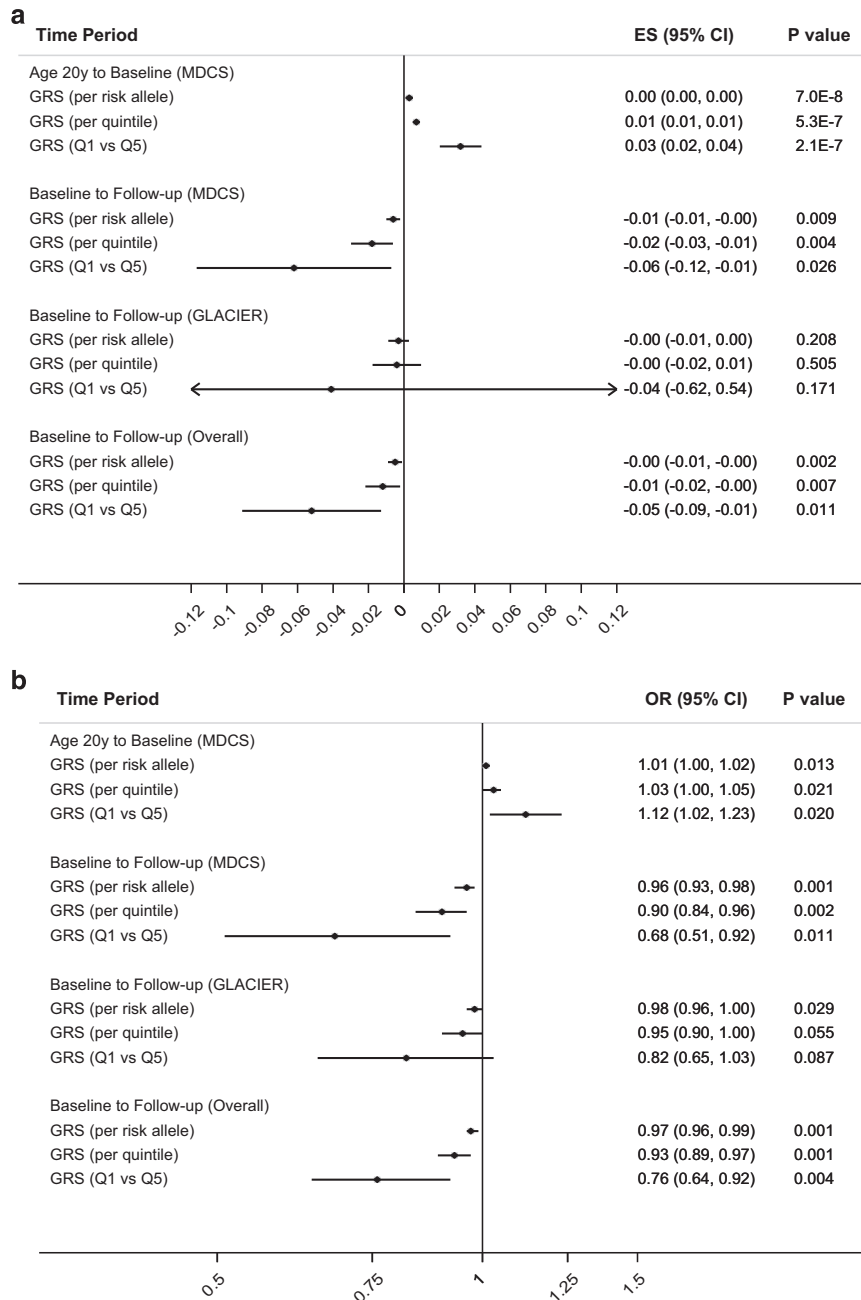 a
Time Period ES (95% CI) P value
Age 20y to Baseline (MDCS)
GRS (per risk allele) 0.00 (0.00, 0.00) 7.0E-8
GRS (per quintile) 0.01 (0.01, 0.01) 5.3E-7
GRS (Q1 vs Q5) 0.03 (0.02, 0.04) 2.1E-7
Baseline to Follow-up (MDCS)
GRS (per risk allele) -0.01 (-0.01, -0.00) 0.009
GRS (per quintile) -0.02 (-0.03, -0.01) 0.004
GRS (Q1 vs Q5) -0.06 (-0.12, -0.01) 0.026
Baseline to Follow-up (GLACIER)
GRS (per risk allele) -0.00 (-0.01, 0.00) 0.208
GRS (per quintile) -0.00 (-0.02, 0.01) 0.505
GRS (Q1 vs Q5) -0.04 (-0.62, 0.54) 0.171
Baseline to Follow-up (Overall)
GRS (per risk allele) -0.00 (-0.01, -0.00) 0.002
GRS (per quintile) -0.01 (-0.02, -0.00) 0.007
GRS (Q1 vs Q5) -0.05 (-0.09, -0.01) 0.011
-0.12 -0.1 -0.08 -0.06 -0.04 -0.02 0 0.02 0.04 0.06 0.08 0.1 0.12
b
Time Period OR (95% CI) P value
Age 20y to Baseline (MDCS)
GRS (per risk allele) 1.01 (1.00, 1.02) 0.013
GRS (per quintile) 1.03 (1.00, 1.05) 0.021
GRS (Q1 vs Q5) 1.12 (1.02, 1.23) 0.020
Baseline to Follow-up (MDCS)
GRS (per risk allele) 0.96 (0.93, 0.98) 0.001
GRS (per quintile) 0.90 (0.84, 0.96) 0.002
GRS (Q1 vs Q5) 0.68 (0.51, 0.92) 0.011
Baseline to Follow-up (GLACIER)
GRS (per risk allele) 0.98 (0.96, 1.00) 0.029
GRS (per quintile) 0.95 (0.90, 1.00) 0.055
GRS (Q1 vs Q5) 0.82 (0.65, 1.03) 0.087
Baseline to Follow-up (Overall)
GRS (per risk allele) 0.97 (0.96, 0.99) 0.001
GRS (per quintile) 0.93 (0.89, 0.97) 0.001
GRS (Q1 vs Q5) 0.76 (0.64, 0.92) 0.004
0.5 0.75 1 1.25 1.5